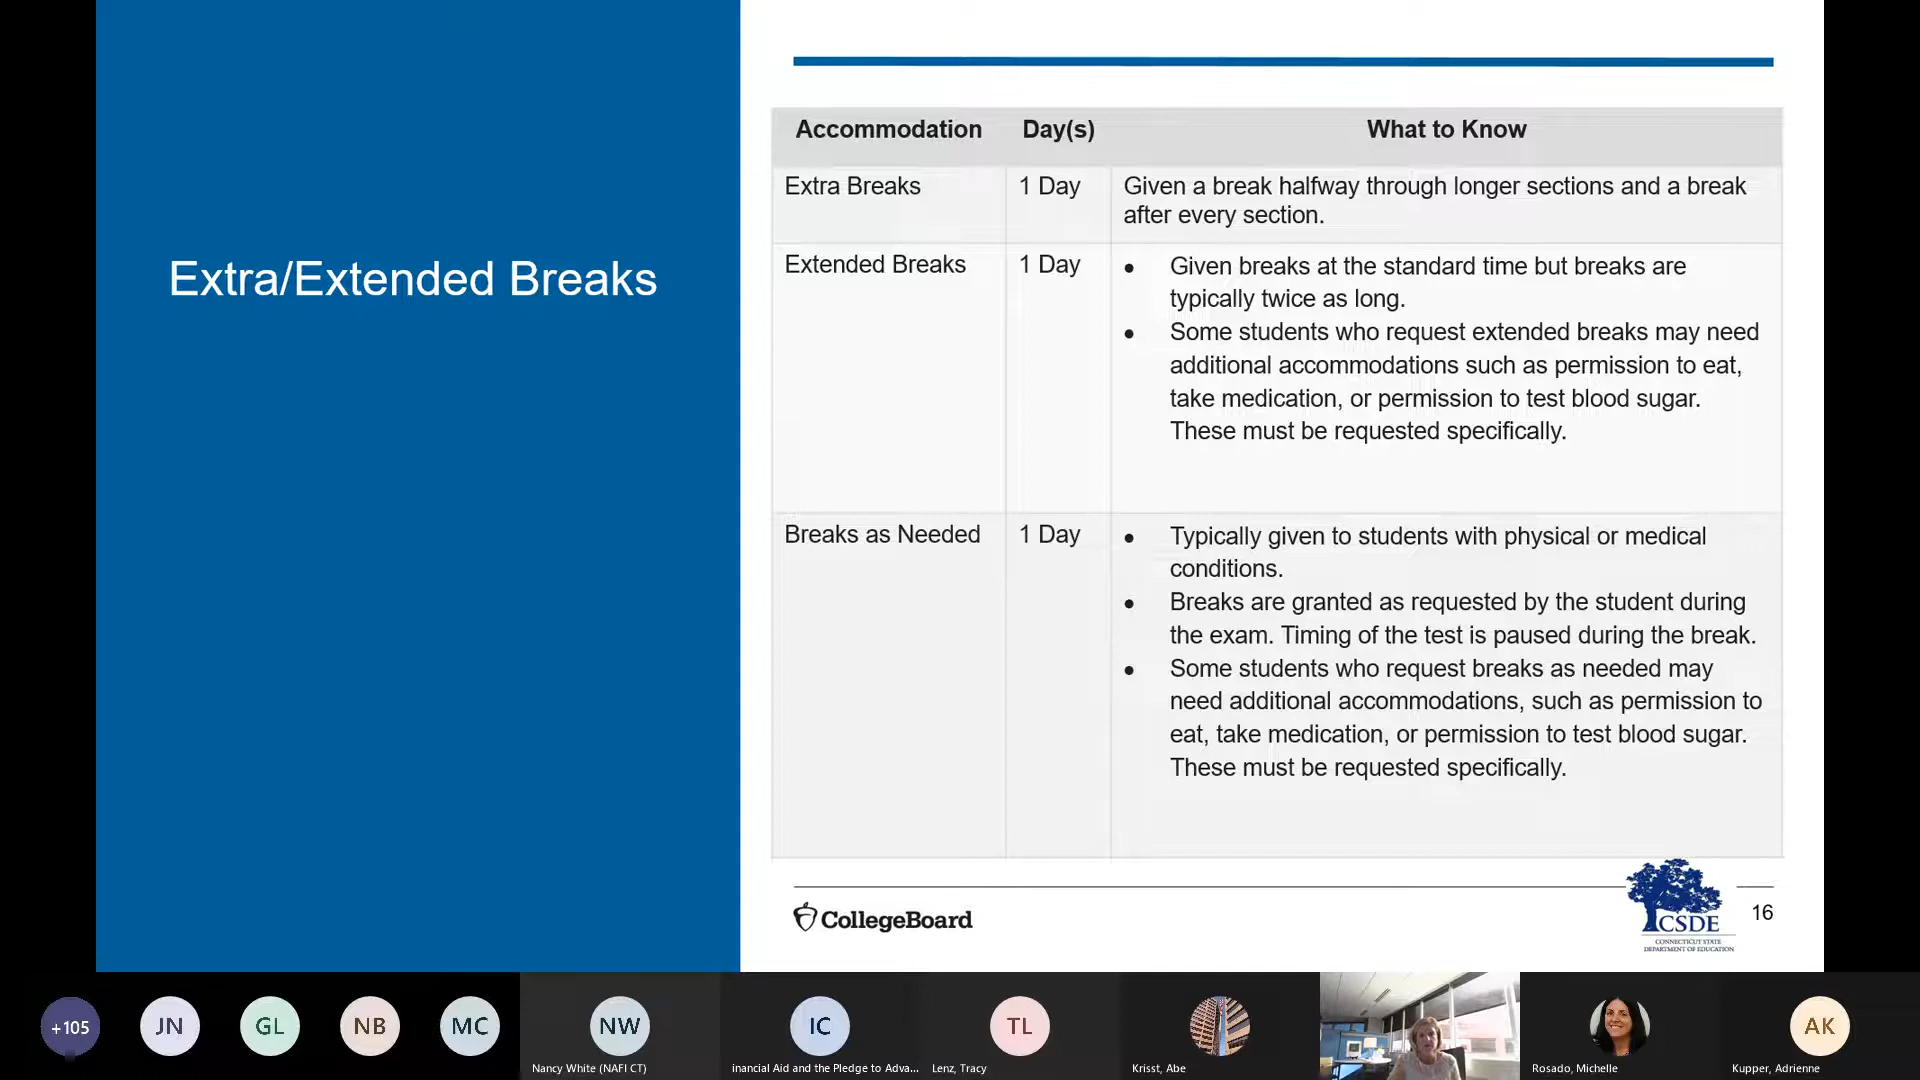 Extra/Extended Breaks
Accommodation Day(s) What to Know
Extra Breaks 1 Day Given a break halfway through longer sections and a break
after every section.
Extended Breaks 1 Day • Given breaks at the standard time but breaks are
typically twice as long.
• Some students who request extended breaks may need
additional accommodations such as permission to eat,
take medication, or permission to test blood sugar.
These must be requested specifically.
Breaks as Needed 1 Day • Typically given to students with physical or medical
conditions.
• Breaks are granted as requested by the student during
the exam. Timing of the test is paused during the break.
• Some students who request breaks as needed may
need additional accommodations, such as permission to
eat, take medication, or permission to test blood sugar.
These must be requested specifically.
CollegeBoard
CSDE
CONNECTICUT STATE
DEPARTMENT OF EDUCATION
16
+105 JN GL NB MC NW IC TL AK
Nancy White (NAFI CT) inancial Aid and the Pledge to Adva... Lenz, Tracy Krisst, Abe Rosado, Michelle Kupper, Adrienne